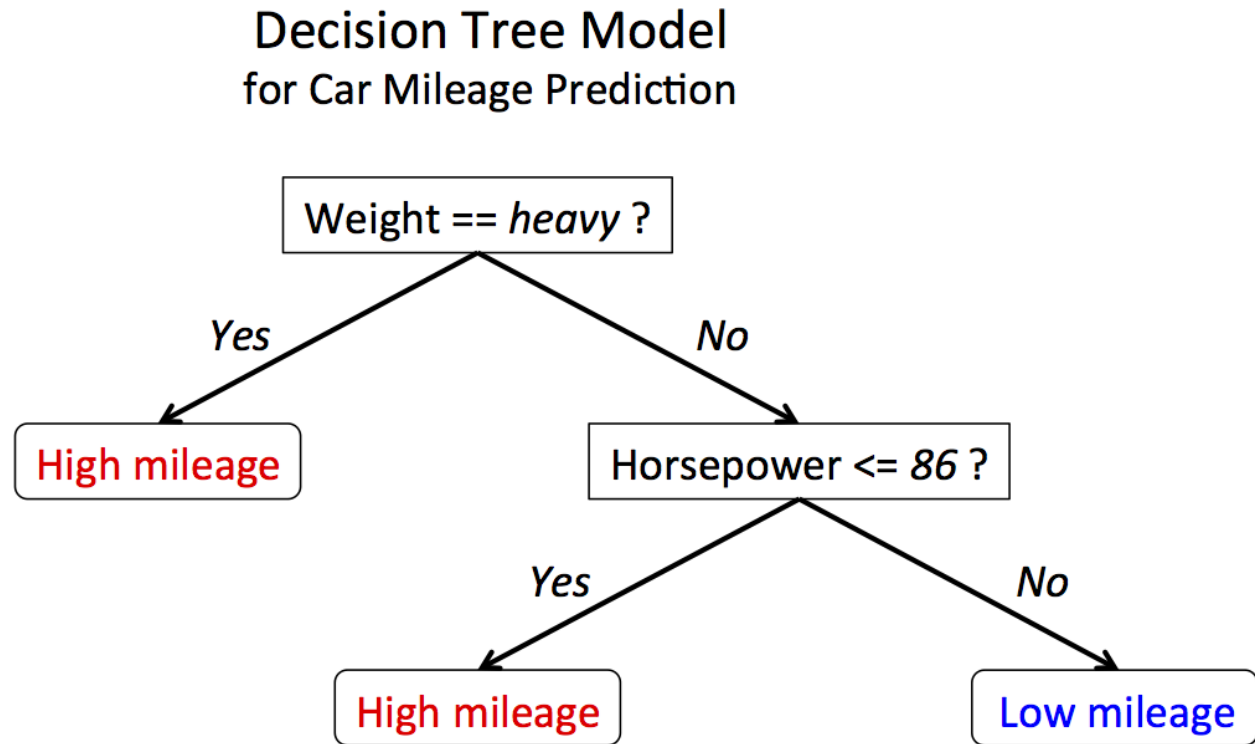 Decision Tree Model
for Car Mileage Prediction
Weight == heavy ?
Yes
No
High mileage
Horsepower <= 86 ?
Yes
No
High mileage
Low mileage